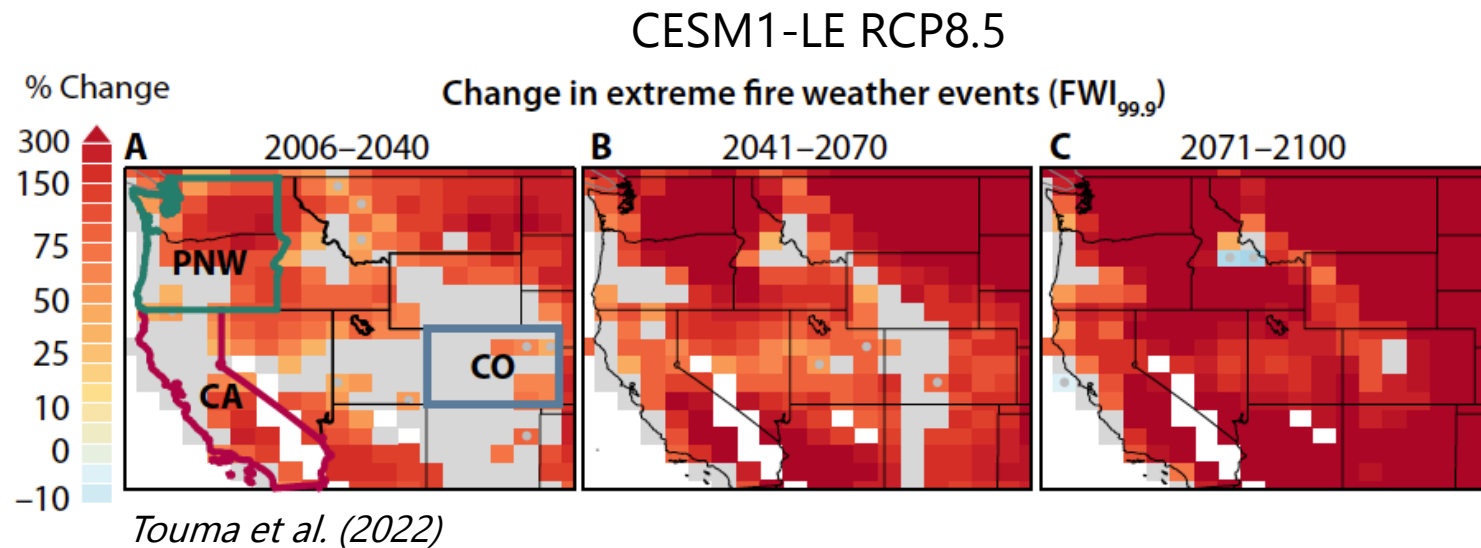 CESM1-LE RCP8.5
% Change
Change in extreme fire weather events (FWI99.9)
300
150
75
50
25
10
0
−10
A
2006–2040
PNW
CA
CO
B
2041–2070
C
2071–2100
Touma et al. (2022)